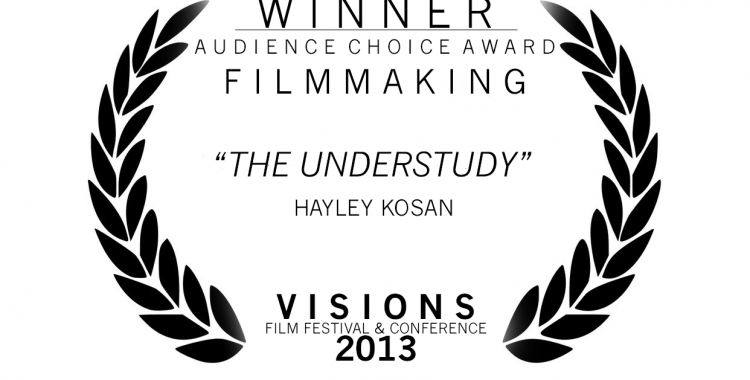 WINNER
AUDIENCE CHOICE AWARD
FILMMAKING
“THE UNDERSTUDY”
HAYLEY KOSAN
VISIONS
FILM FESTIVAL & CONFERENCE
2013